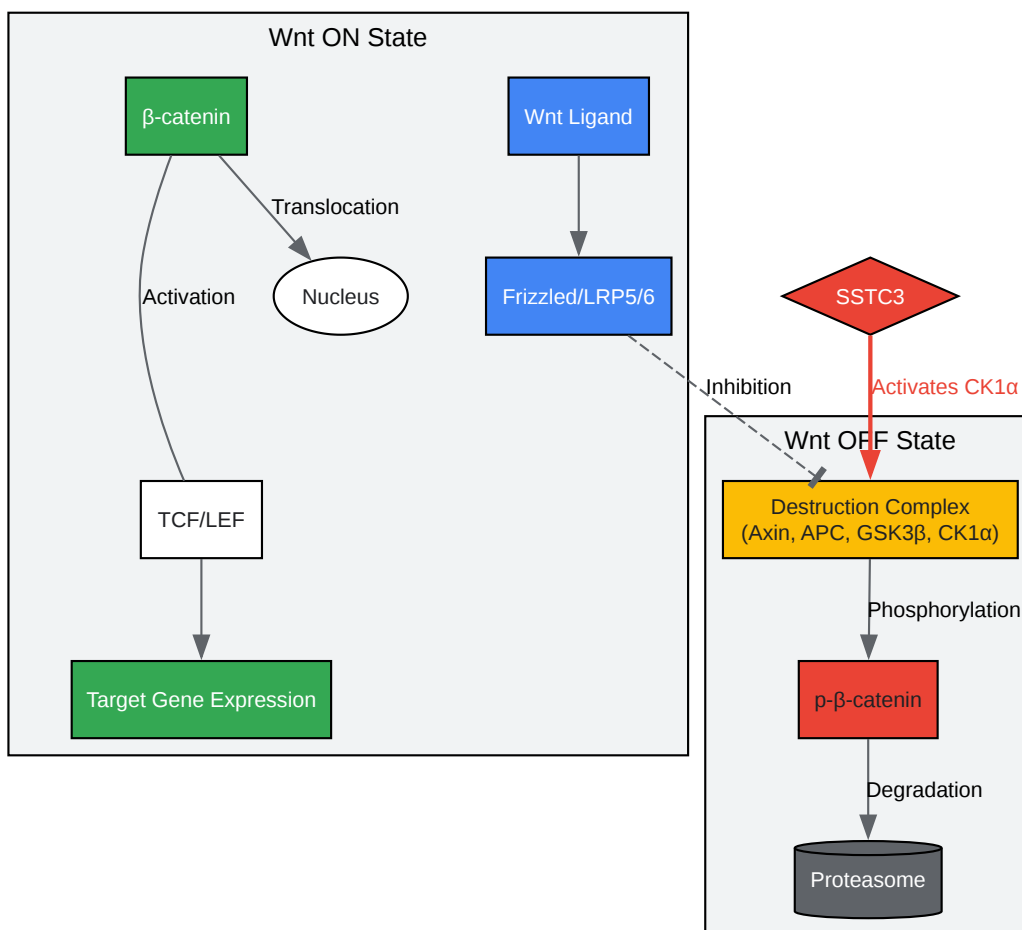 Wnt ON State
β-catenin
Wnt Ligand
Translocation
Activation
Nucleus
Frizzled/LRP5/6
SSTC3
Inhibition
Activates CK1α
Wnt OFF State
TCF/LEF
Destruction Complex
(Axin, APC, GSK3β, CK1α)
Phosphorylation
Target Gene Expression
p-β-catenin
Degradation
Proteasome